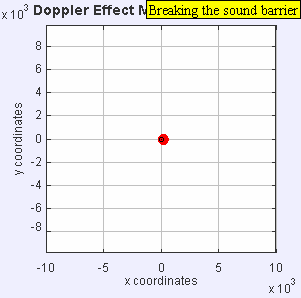 Doppler Effect M
Breaking the sound barrier
x 10³
8
6
4
2
0
-2
-4
-6
-8
y coordinates
-10 -5 0 5 10
x coordinates
x 10³